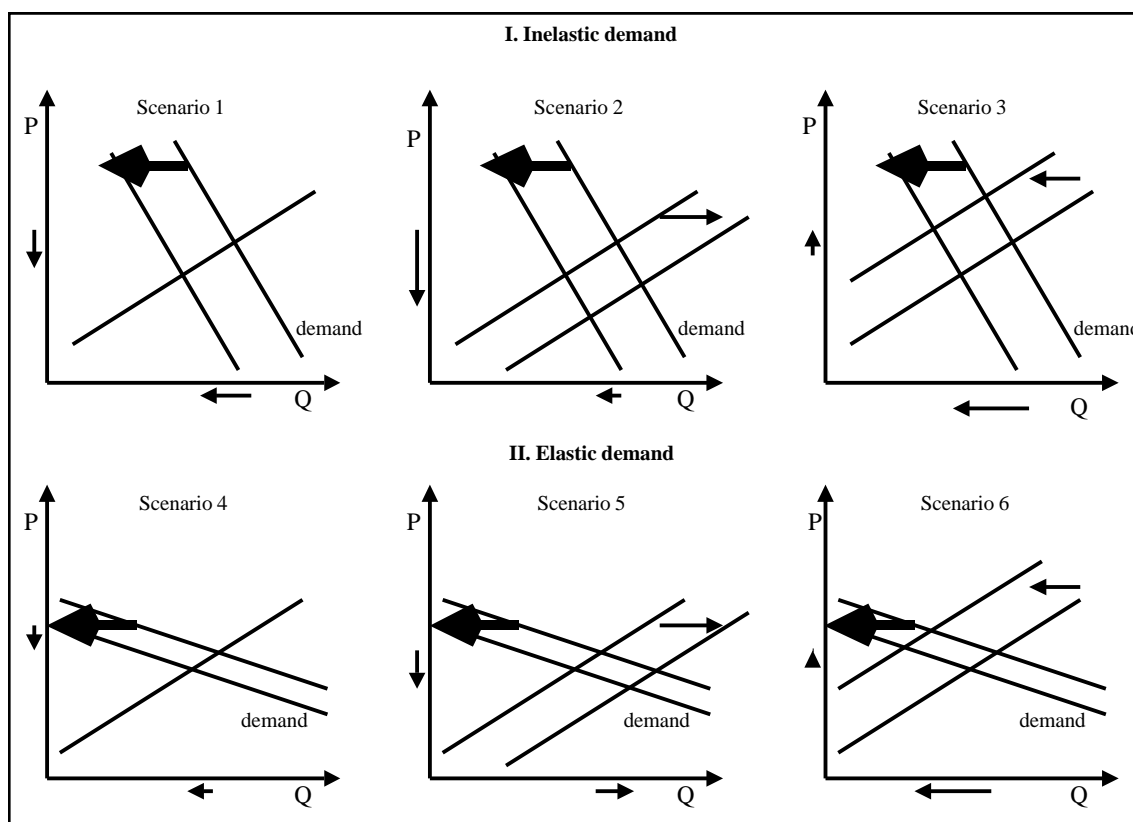 I. Inelastic demand
Scenario 1
Scenario 2
Scenario 3
P
P
P
demand
demand
demand
Q
Q
Q
II. Elastic demand
Scenario 4
Scenario 5
Scenario 6
P
P
P
demand
demand
demand
Q
Q
Q